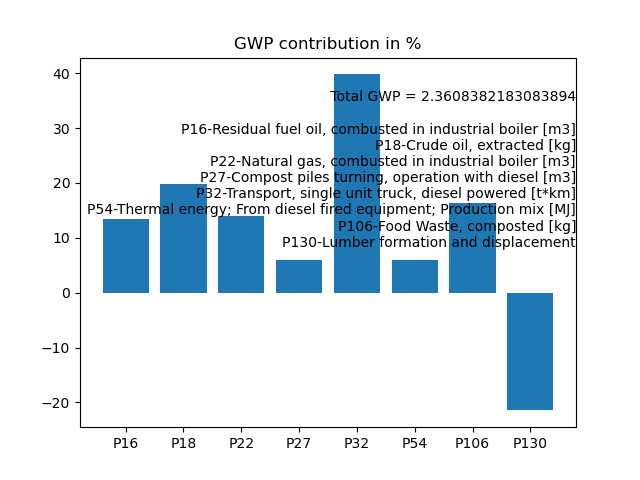 GWP contribution in %
40
30
20
10
0
−10
−20
Total GWP = 2.3608382183083894
P16-Residual fuel oil, combusted in industrial boiler [m3]
P18-Crude oil, extracted [kg]
P22-Natural gas, combusted in industrial boiler [m3]
P27-Compost piles turning, operation with diesel [m3]
P32-Transport, single unit truck, diesel powered [t*km]
P54-Thermal energy; From diesel fired equipment; Production mix [MJ]
P106-Food Waste, composted [kg]
P130-Lumber formation and displacement
P16 P18 P22 P27 P32 P54 P106 P130